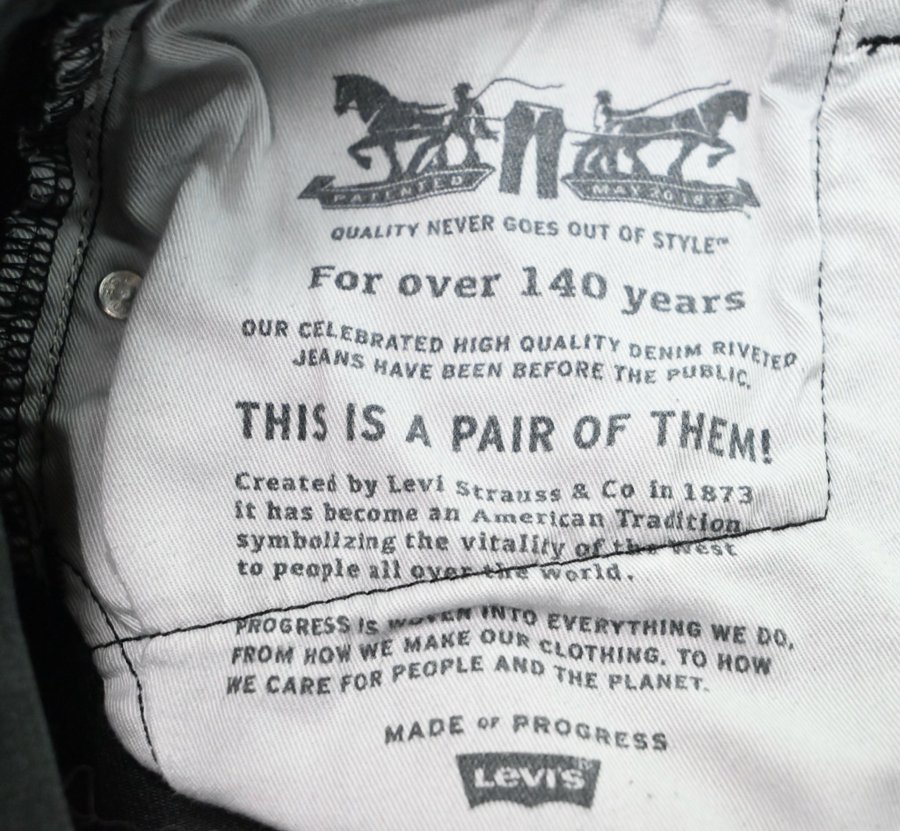 PATENTED MAY 20 1873
QUALITY NEVER GOES OUT OF STYLE™
For over 140 years
OUR CELEBRATED HIGH QUALITY DENIM RIVETED
JEANS HAVE BEEN BEFORE THE PUBLIC.
THIS IS A PAIR OF THEM!
Created by Levi Strauss & Co in 1873
it has become an American Tradition
symbolizing the vitality of the West
to people all over the world.
PROGRESS IS WOVEN INTO EVERYTHING WE DO,
FROM HOW WE MAKE OUR CLOTHING, TO HOW
WE CARE FOR PEOPLE AND THE PLANET.
MADE OF PROGRESS
Levi's